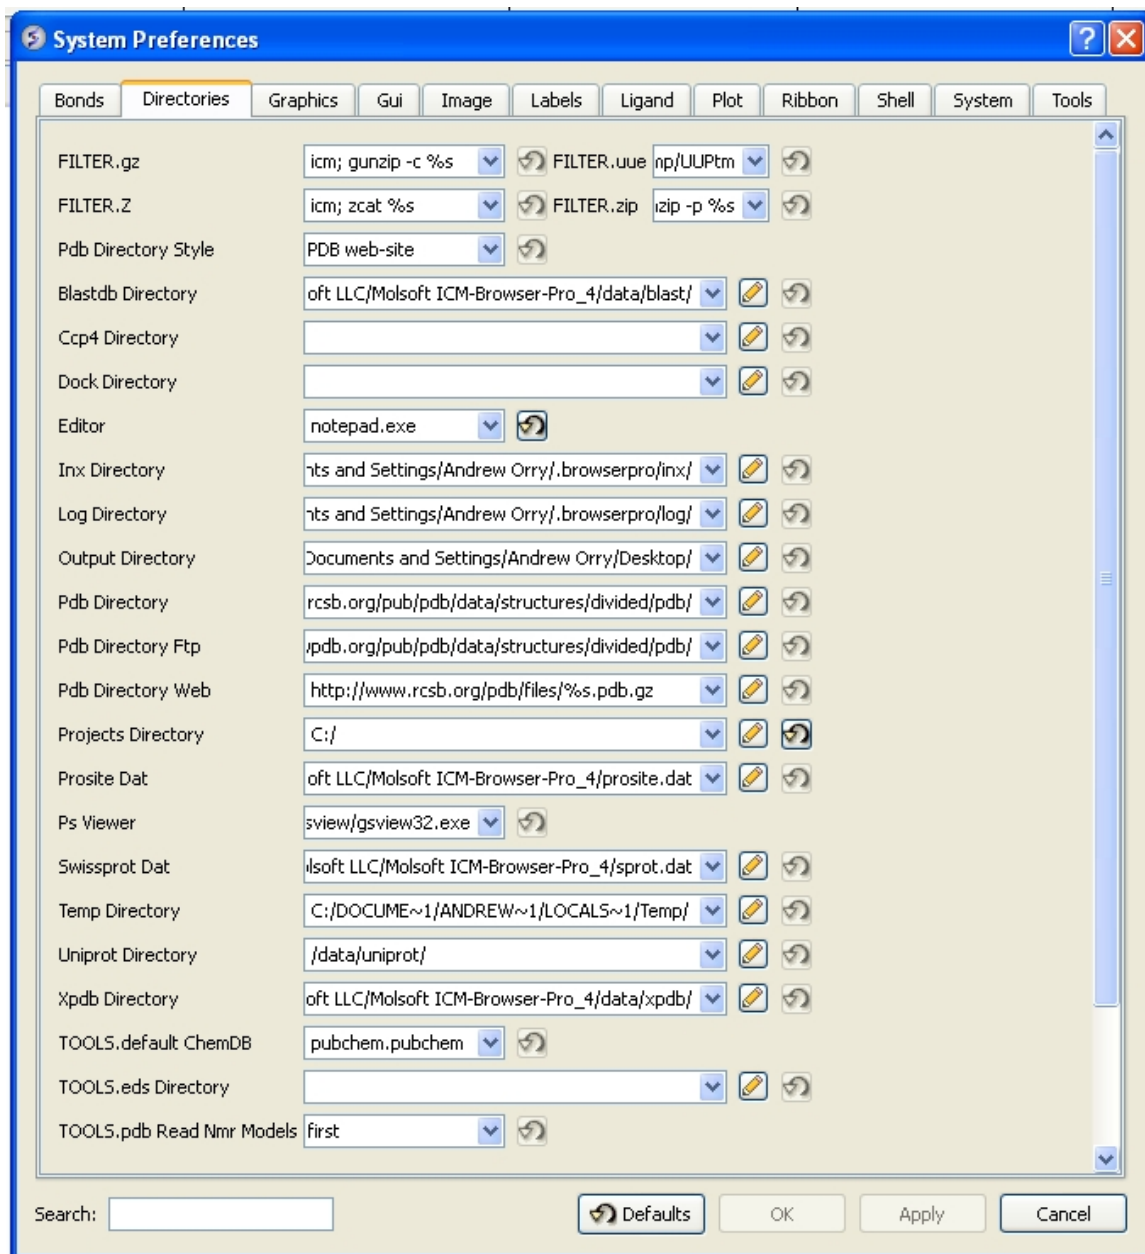 System Preferences
Bonds Directories Graphics Gui Image Labels Ligand Plot Ribbon Shell System Tools
FILTER.gz icm; gunzip -c %s FILTER.uue np/UUPtm
FILTER.Z icm; zcat %s FILTER.zip izip -p %s
Pdb Directory Style PDB web-site
Blastdb Directory oft LLC/Molsoft ICM-Browser-Pro_4/data/blast/
Ccp4 Directory
Dock Directory
Editor notepad.exe
Inx Directory nts and Settings/Andrew Orry/.browserpro/inx/
Log Directory nts and Settings/Andrew Orry/.browserpro/log/
Output Directory Documents and Settings/Andrew Orry/Desktop/
Pdb Directory rcsb.org/pub/pdb/data/structures/divided/pdb/
Pdb Directory Ftp vpdb.org/pub/pdb/data/structures/divided/pdb/
Pdb Directory Web http://www.rcsb.org/pdb/files/%s.pdb.gz
Projects Directory C:/
Prosite Dat oft LLC/Molsoft ICM-Browser-Pro_4/prosite.dat
Ps Viewer sview/gsview32.exe
Swissprot Dat olsoft LLC/Molsoft ICM-Browser-Pro_4/sprot.dat
Temp Directory C:/DOCUME~1/ANDREW~1/LOCALS~1/Temp/
Uniprot Directory /data/uniprot/
Xpdb Directory oft LLC/Molsoft ICM-Browser-Pro_4/data/xpdb/
TOOLS.default ChemDB pubchem.pubchem
TOOLS.eds Directory
TOOLS.pdb Read Nmr Models first
Search: Defaults OK Apply Cancel